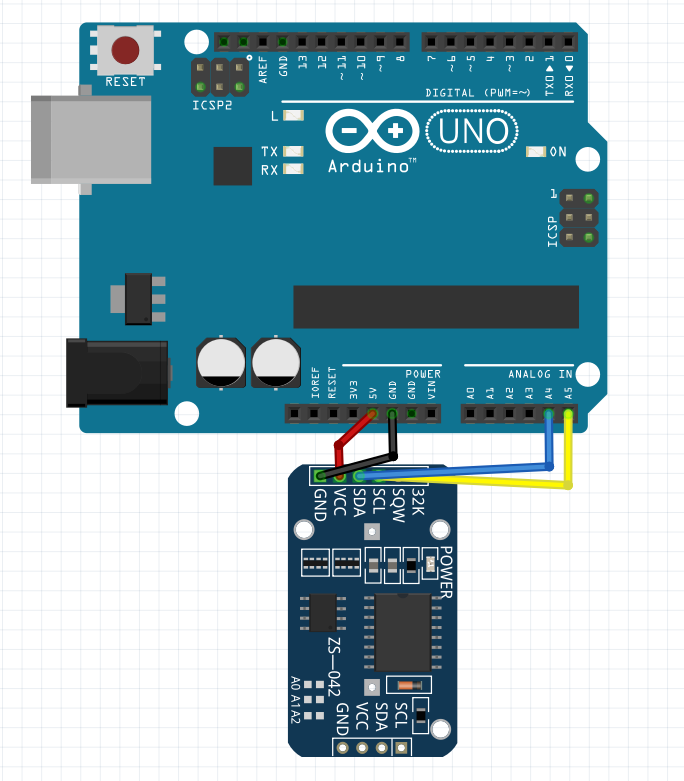 RESET
ICSP2
AREF
GND
13
12
~11
~10
~9
8
7
~6
~5
4
~3
2
TX0 1
RX0 0
DIGITAL (PWM=~)
L
TX
RX
UNO
Arduino™
ON
1
ICSP
POWER
ANALOG IN
IOREF
RESET
3V3
5V
GND
GND
VIN
A0
A1
A2
A3
A4
A5
GND
VCC
SDA
SCL
SQW
32K
POWER
ZS-042
A0
A1
A2
GND
VCC
SDA
SCL